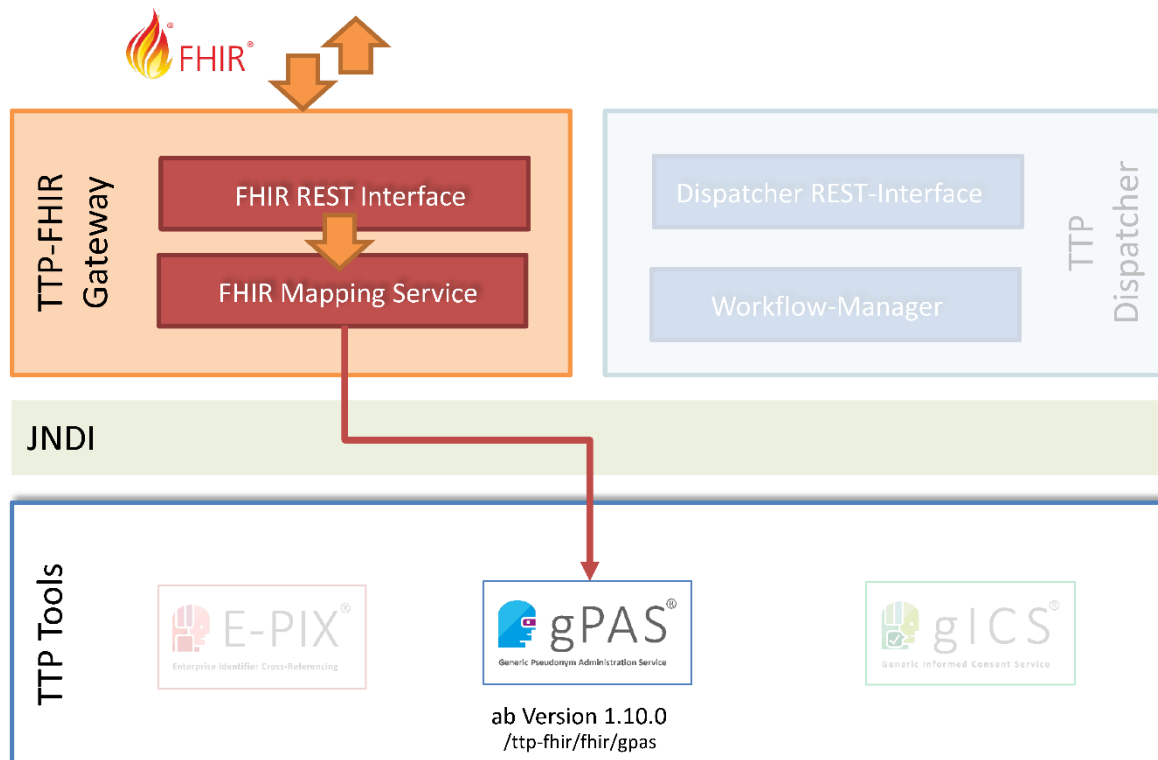 FHIR®
TTP-FHIR
Gateway
FHIR REST Interface
FHIR Mapping Service
Dispatcher REST-Interface
Workflow-Manager
TTP
Dispatcher
JNDI
TTP Tools
E-PIX®
Enterprise Identifier Cross-Referencing
gPAS®
Generic Pseudonym Administration Service
gICS®
Generic Informed Consent Service
ab Version 1.10.0
/ttp-fhir/fhir/gpas